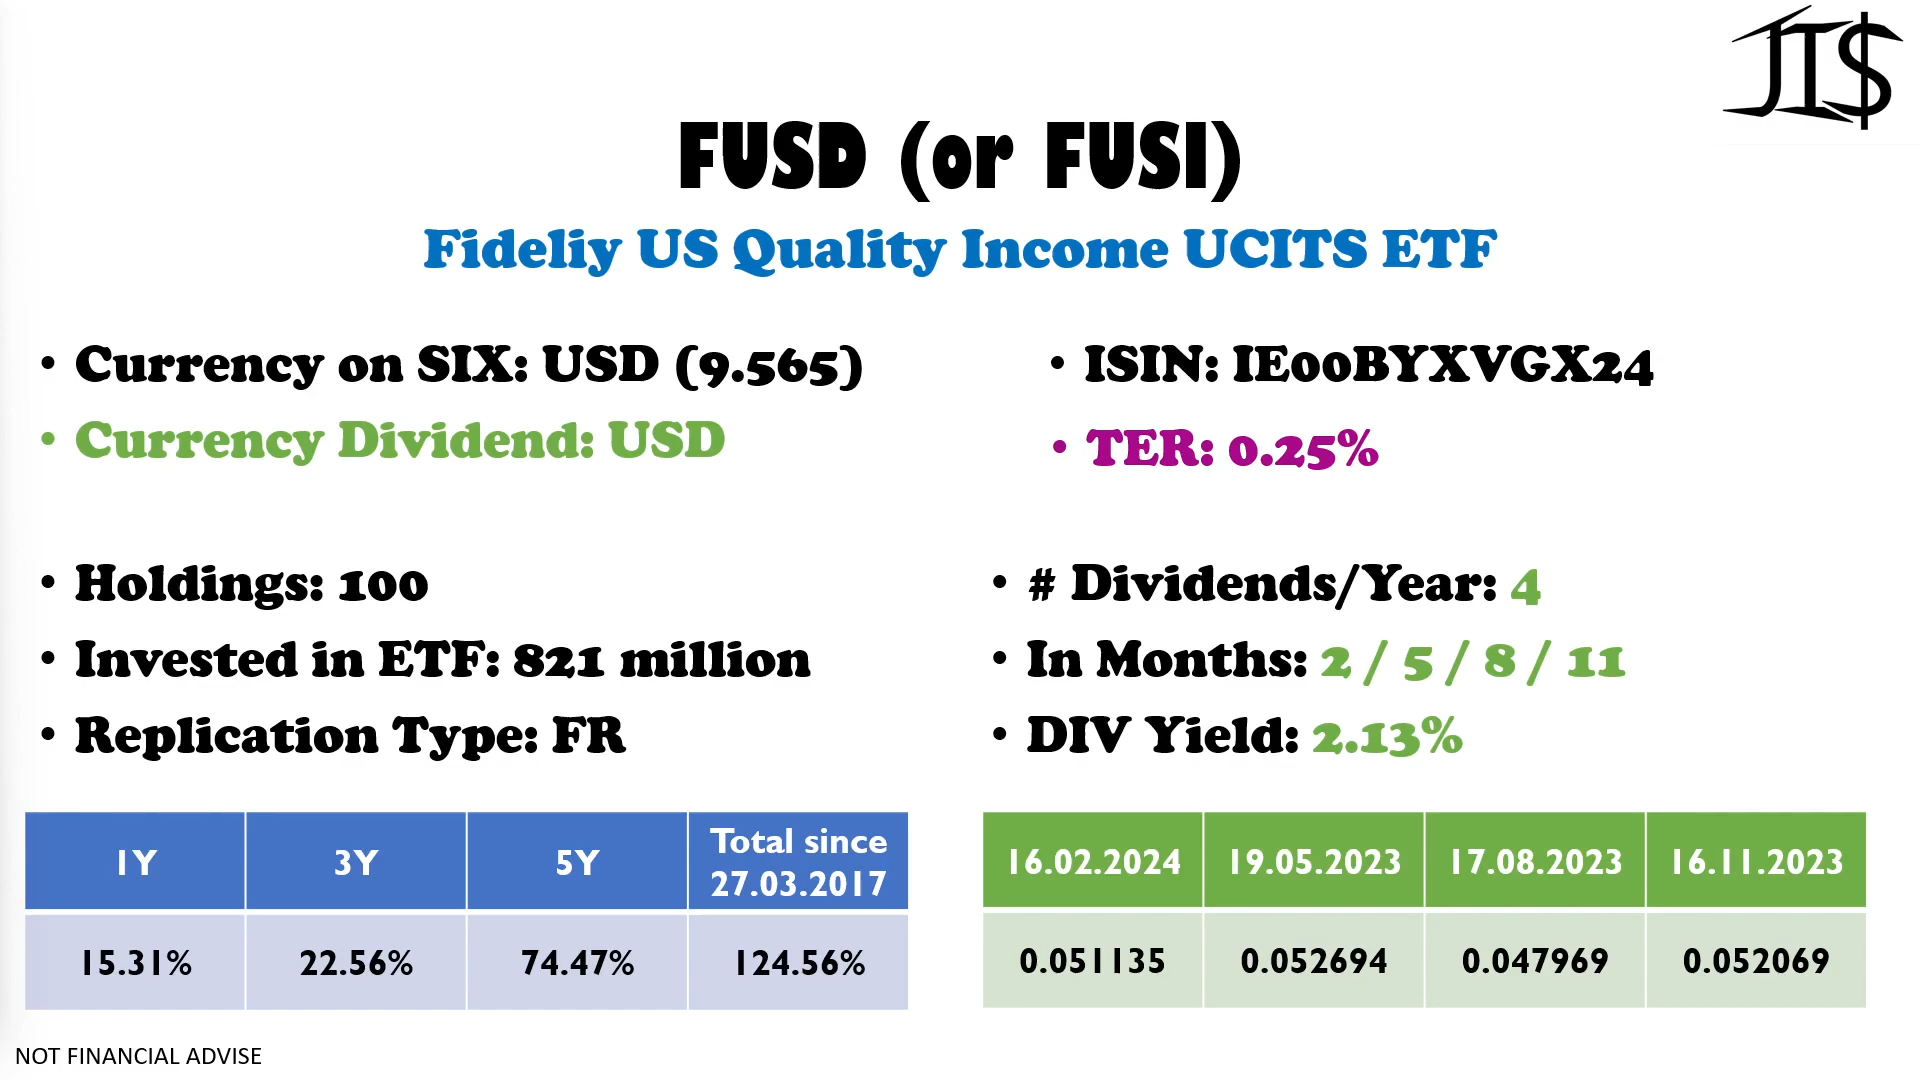 JI$
FUSD (or FUSI)
Fideliy US Quality Income UCITS ETF
• Currency on SIX: USD (9.565)
• Currency Dividend: USD
• ISIN: IE00BYXVGX24
• TER: 0.25%
• Holdings: 100
• Invested in ETF: 821 million
• Replication Type: FR
• # Dividends/Year: 4
• In Months: 2 / 5 / 8 / 11
• DIV Yield: 2.13%
1Y 3Y 5Y Total since 27.03.2017
15.31% 22.56% 74.47% 124.56%
16.02.2024 19.05.2023 17.08.2023 16.11.2023
0.051135 0.052694 0.047969 0.052069
NOT FINANCIAL ADVISE